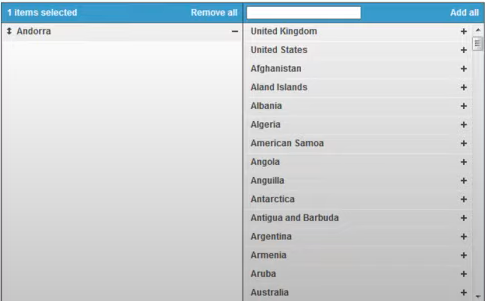 1 items selected Remove all
Andorra
Add all
United Kingdom
United States
Afghanistan
Aland Islands
Albania
Algeria
American Samoa
Angola
Anguilla
Antarctica
Antigua and Barbuda
Argentina
Armenia
Aruba
Australia